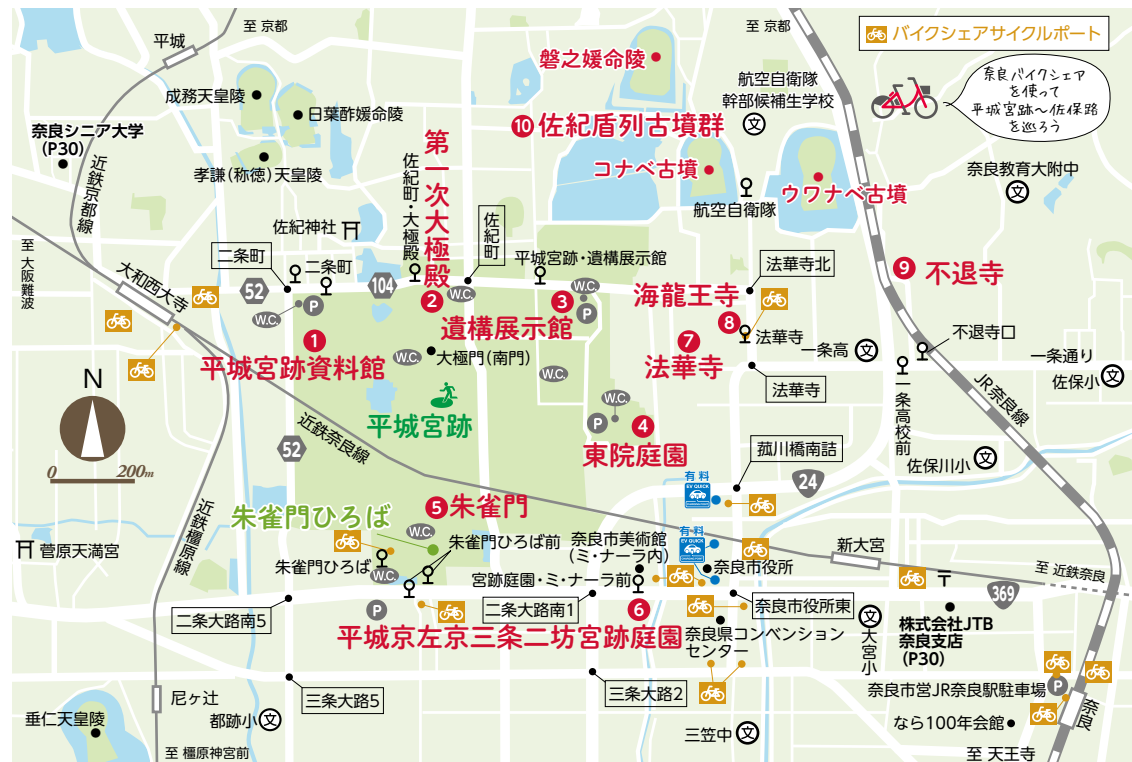 至 京都
平城
成務天皇陵
日葉酢媛命陵
奈良シニア大学
(P30)
孝謙(称徳)天皇陵
近鉄京都線
佐紀神社
第一次大極殿
佐紀町・大極殿
佐紀町
磐之媛命陵
至 京都
航空自衛隊
幹部候補生学校
文
❿ 佐紀盾列古墳群
コナベ古墳
航空自衛隊
ウワナベ古墳
バイクシェアサイクルポート
奈良バイクシェア
を使って
平城宮跡～佐保路
を巡ろう
奈良教育大附中
文
至 大阪難波
大和西大寺
二条町
二条町
52
104
平城宮跡・遺構展示館
法華寺北
❾ 不退寺
W.C.
P
❷
W.C.
❸
W.C.
P
海龍王寺
❽
遺構展示館
❶
平城宮跡資料館
W.C.
大極門(南門)
W.C.
❼
法華寺
法華寺
一条高
文
法華寺
不退寺口
一条通り
佐保小
文
一条高校前
JR奈良線
N
0
200m
平城宮跡
近鉄奈良線
52
W.C.
P
❹
東院庭園
菰川橋南詰
24
佐保川小
文
有料
EV QUICK
近鉄橿原線
菅原天満宮
朱雀門ひろば
❺ 朱雀門
W.C.
朱雀門ひろば前
朱雀門ひろば
W.C.
奈良市美術館
(ミ・ナーラ内)
有料
EV QUICK
奈良市役所
新大宮
至 近鉄奈良
宮跡庭園・ミ・ナーラ前
〒
369
二条大路南5
P
二条大路南1
❻
奈良市役所東
平城京左京三条二坊宮跡庭園
奈良県コンベンション
センター
文
大宮小
株式会社JTB
奈良支店
(P30)
尼ヶ辻
三条大路5
三条大路2
奈良市営JR奈良駅駐車場
P
奈良
垂仁天皇陵
都跡小
文
三笠中
文
なら100年会館
至 橿原神宮前
至 天王寺